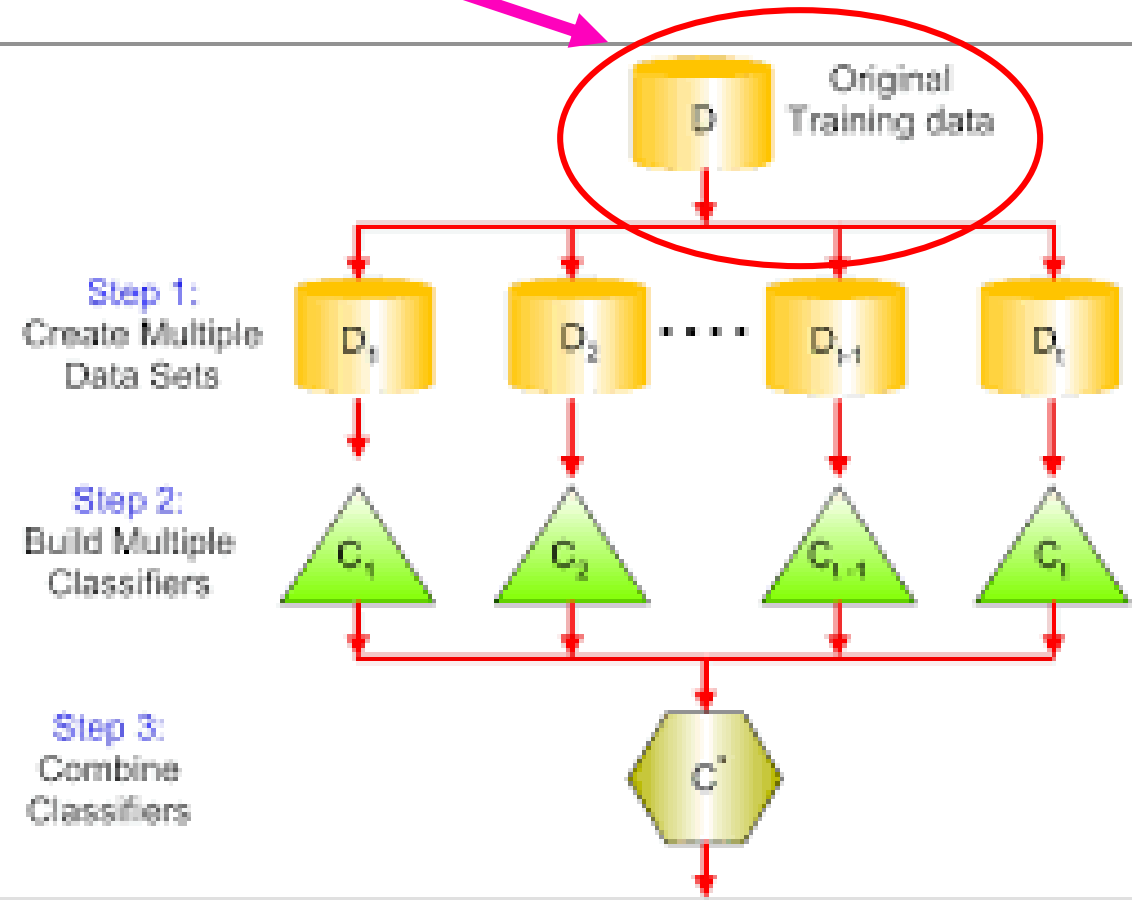 D
Original
Training data
Step 1:
Create Multiple
Data Sets
D₁
D₂
....
Dₜ₋₁
Dₜ
Step 2:
Build Multiple
Classifiers
C₁
C₂
Cₜ₋₁
Cₜ
Step 3:
Combine
Classifiers
C*